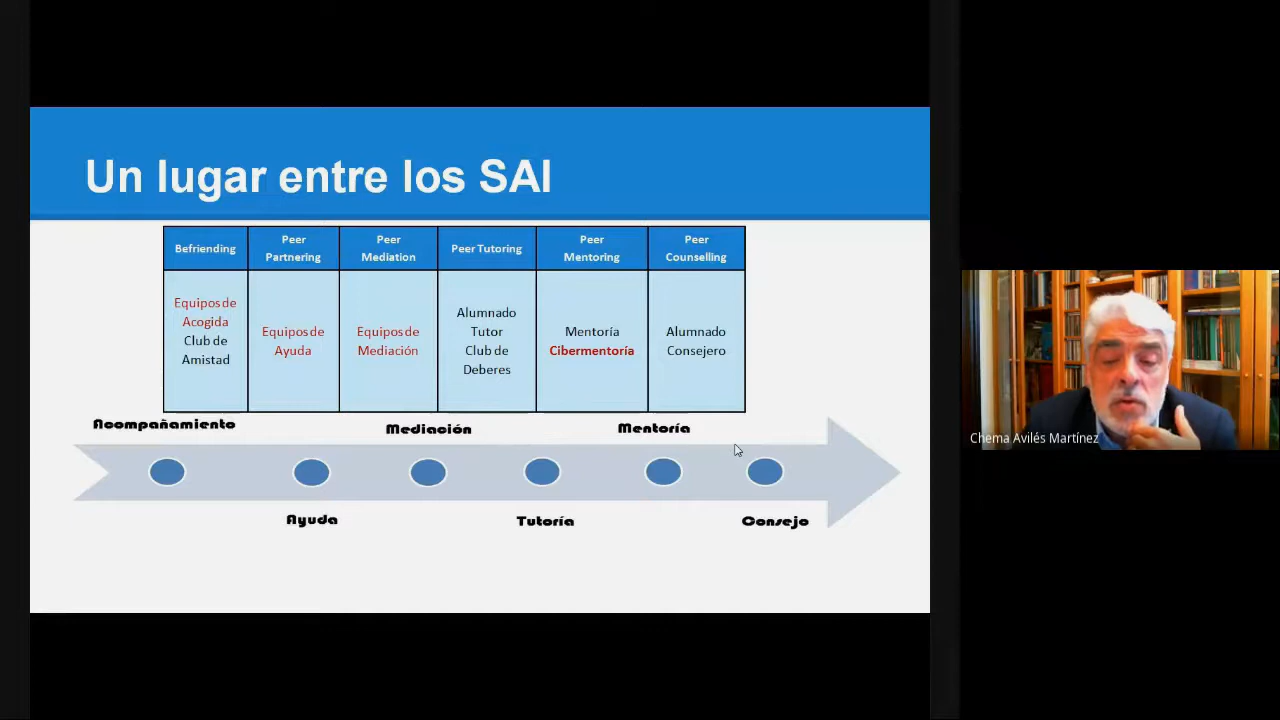 Un lugar entre los SAI
Befriending
Peer
Partnering
Peer
Mediation
Peer Tutoring
Peer
Mentoring
Peer
Counselling
Equipos de
Acogida
Club de
Amistad
Equipos de
Ayuda
Equipos de
Mediación
Alumnado
Tutor
Club de
Deberes
Mentoría
Cibermentoría
Alumnado
Consejero
Acompañamiento
Mediación
Mentoría
Ayuda
Tutoría
Consejo
Chema Avilés Martínez